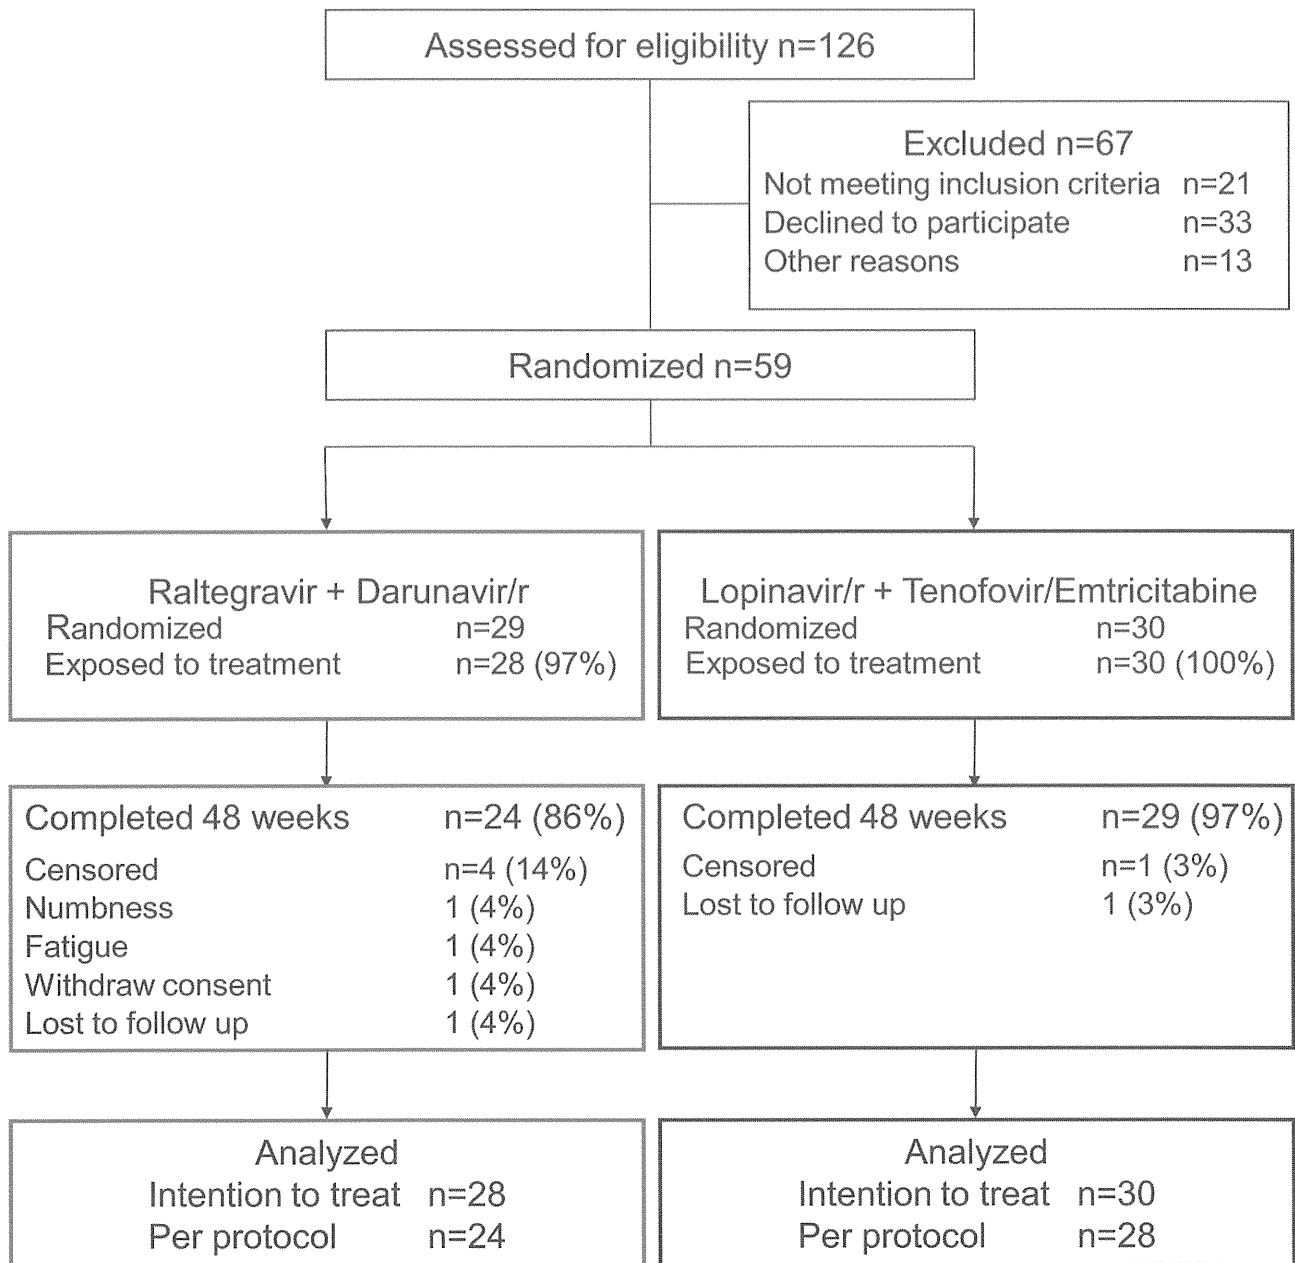 Assessed for eligibility n=126
Excluded n=67
Not meeting inclusion criteria n=21
Declined to participate n=33
Other reasons n=13
Randomized n=59
Raltegravir + Darunavir/r
Randomized n=29
Exposed to treatment n=28 (97%)
Lopinavir/r + Tenofovir/Emtricitabine
Randomized n=30
Exposed to treatment n=30 (100%)
Completed 48 weeks n=24 (86%)
Censored n=4 (14%)
Numbness 1 (4%)
Fatigue 1 (4%)
Withdraw consent 1 (4%)
Lost to follow up 1 (4%)
Completed 48 weeks n=29 (97%)
Censored n=1 (3%)
Lost to follow up 1 (3%)
Analyzed
Intention to treat n=28
Per protocol n=24
Analyzed
Intention to treat n=30
Per protocol n=28